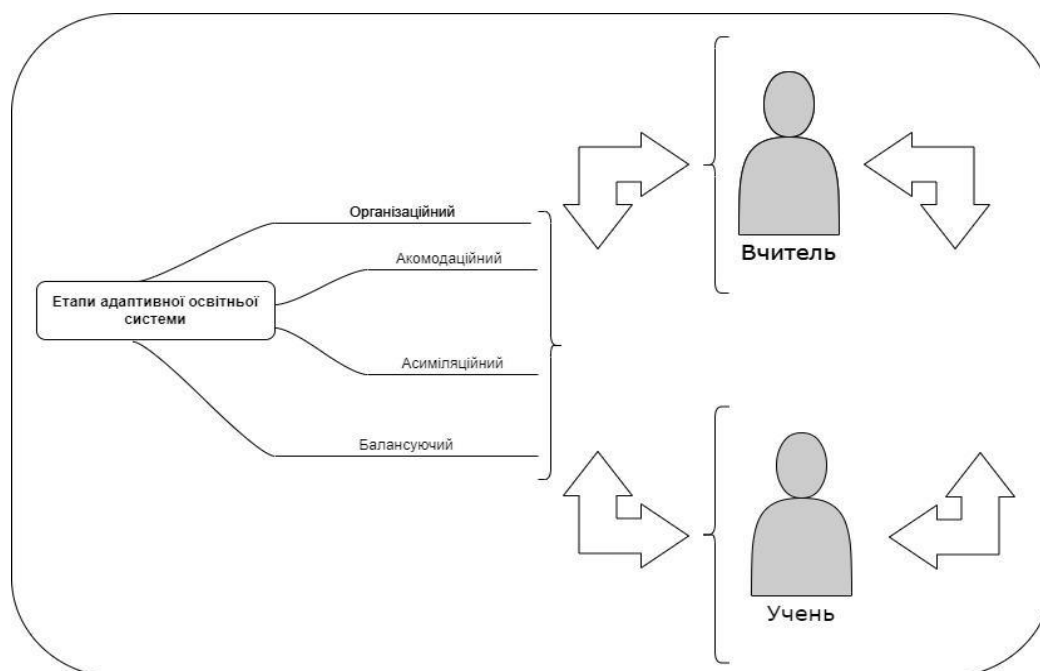 Етапи адаптивної освітньої
системи
Організаційний
Акомодаційний
Асиміляційний
Балансуючий
Вчитель
Учень